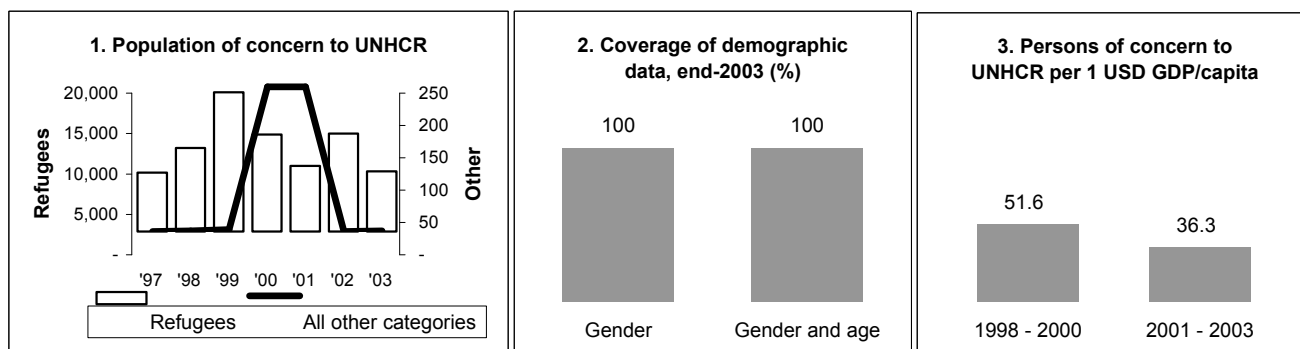 1. Population of concern to UNHCR
20,000
15,000
10,000
5,000
-
Refugees
250
200
150
100
50
-
Other
'97 '98 '99 '00 '01 '02 '03
Refugees All other categories
2. Coverage of demographic
data, end-2003 (%)
100 100
Gender Gender and age
3. Persons of concern to
UNHCR per 1 USD GDP/capita
51.6
36.3
1998 - 2000 2001 - 2003